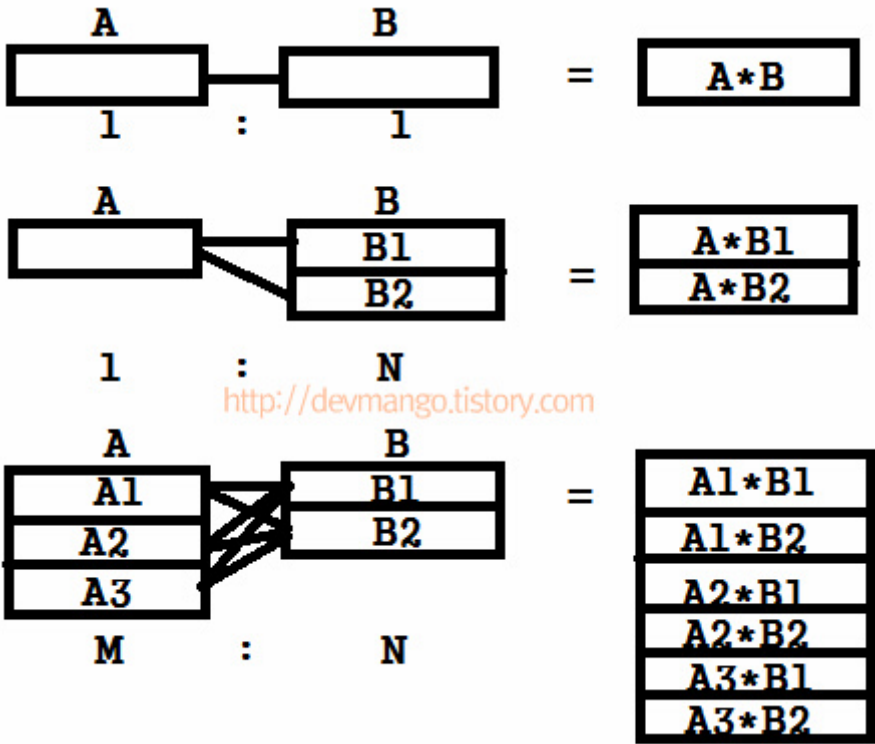 A B
= A*B
1 : 1
A B
B1
B2
= A*B1
A*B2
1 : N
http://devmango.tistory.com
A B
A1 B1
A2 B2
A3
= A1*B1
A1*B2
A2*B1
A2*B2
A3*B1
A3*B2
M : N